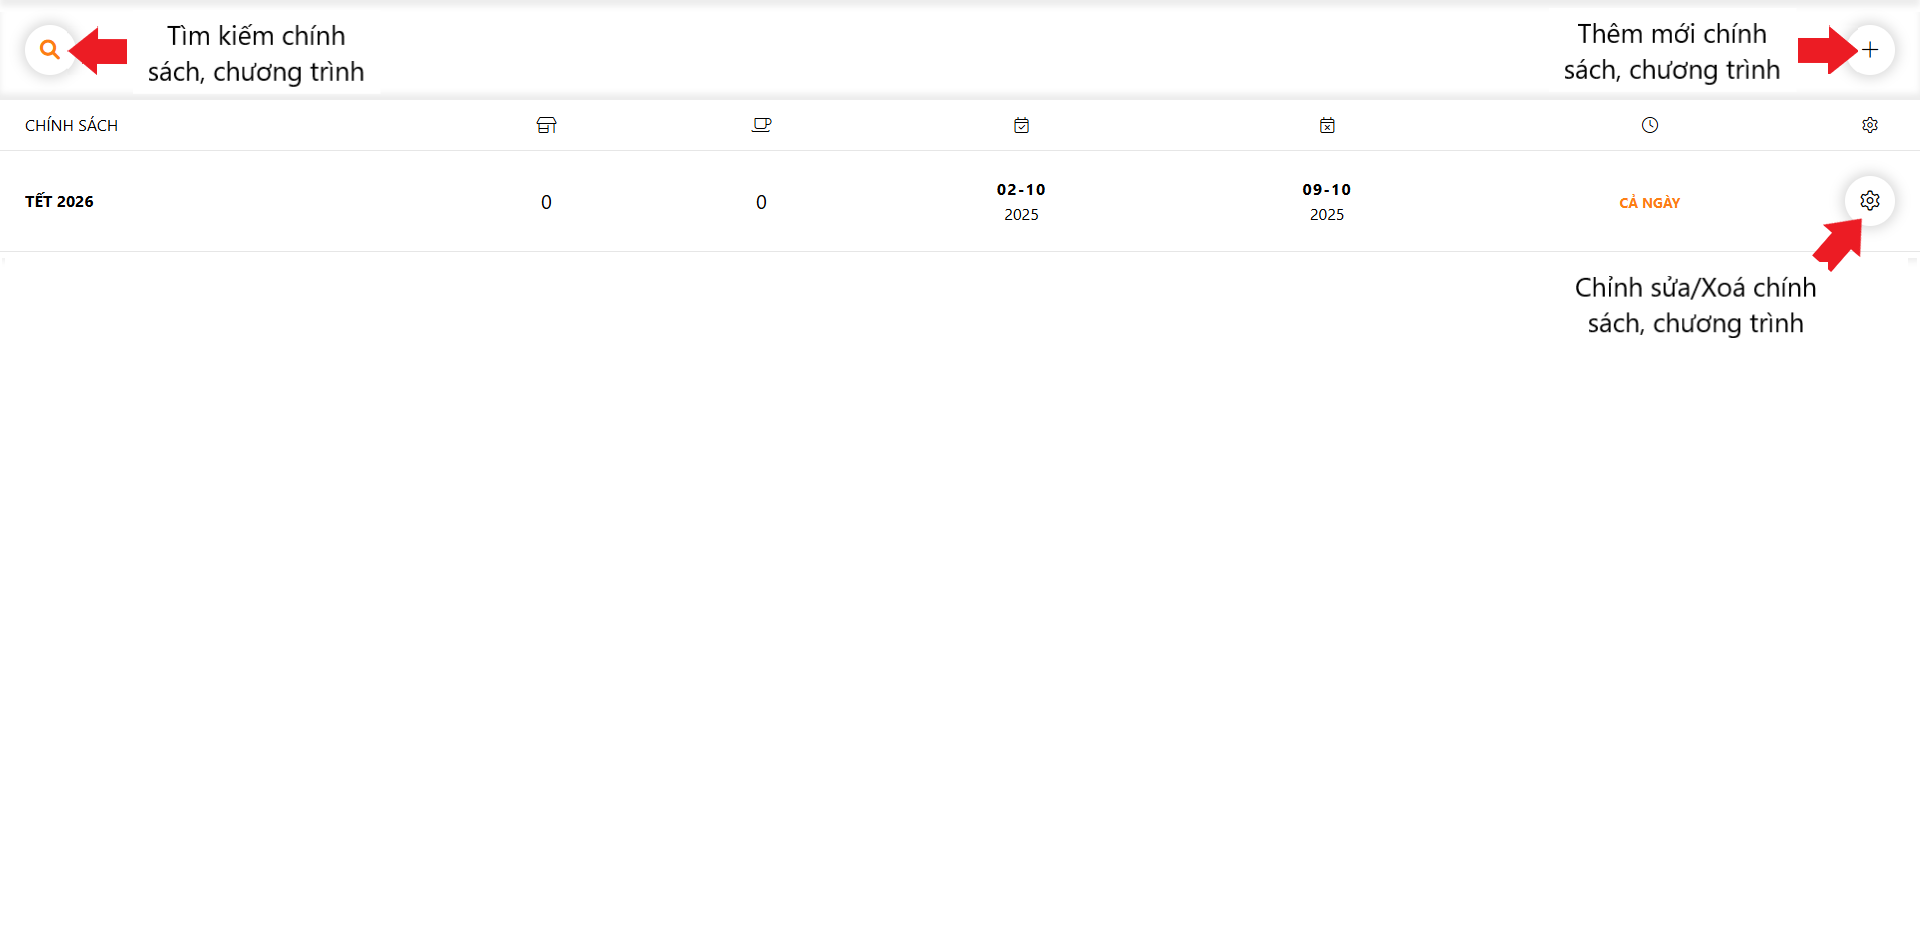 Tìm kiếm chính
sách, chương trình
Thêm mới chính
sách, chương trình
CHÍNH SÁCH
TẾT 2026
0
0
02-10
2025
09-10
2025
CẢ NGÀY
Chỉnh sửa/Xoá chính
sách, chương trình